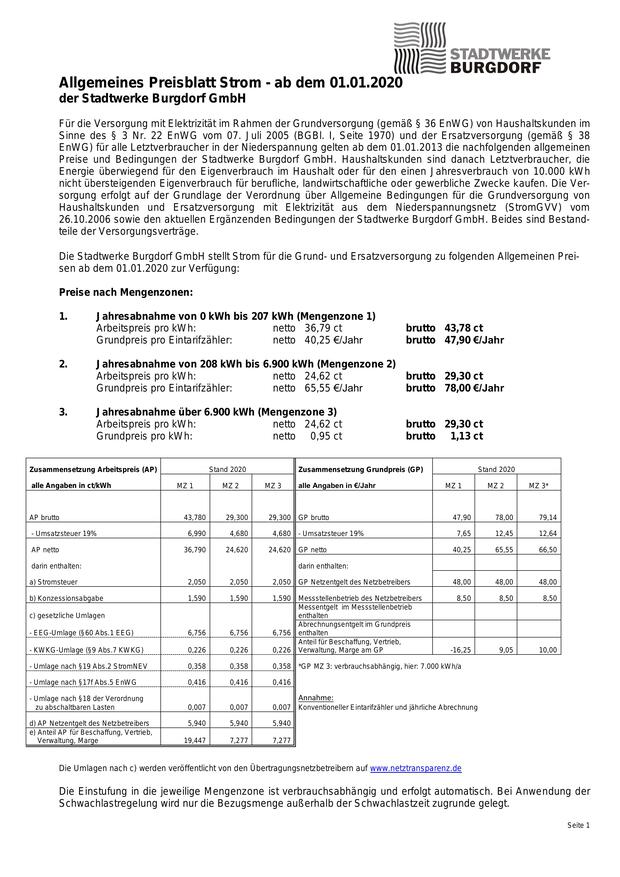 STADTWERKE
BURGDORF
Allgemeines Preisblatt Strom - ab dem 01.01.2020
der Stadtwerke Burgdorf GmbH
Für die Versorgung mit Elektrizität im Rahmen der Grundversorgung (gemäß § 36 EnWG) von Haushaltskunden im
Sinne des § 3 Nr. 22 EnWG vom 07. Juli 2005 (BGBl. I, Seite 1970) und der Ersatzversorgung (gemäß § 38
EnWG) für alle Letztverbraucher in der Niederspannung gelten ab dem 01.01.2013 die nachfolgenden allgemeinen
Preise und Bedingungen der Stadtwerke Burgdorf GmbH. Haushaltskunden sind danach Letztverbraucher, die
Energie überwiegend für den Eigenverbrauch im Haushalt oder für den einen Jahresverbrauch von 10.000 kWh
nicht übersteigenden Eigenverbrauch für berufliche, landwirtschaftliche oder gewerbliche Zwecke kaufen. Die Ver-
sorgung erfolgt auf der Grundlage der Verordnung über Allgemeine Bedingungen für die Grundversorgung von
Haushaltskunden und Ersatzversorgung mit Elektrizität aus dem Niederspannungsnetz (StromGVV) vom
26.10.2006 sowie den aktuellen Ergänzenden Bedingungen der Stadtwerke Burgdorf GmbH. Beides sind Bestand-
teile der Versorgungsverträge.
Die Stadtwerke Burgdorf GmbH stellt Strom für die Grund- und Ersatzversorgung zu folgenden Allgemeinen Prei-
sen ab dem 01.01.2020 zur Verfügung:
Preise nach Mengenzonen:
1. Jahresabnahme von 0 kWh bis 207 kWh (Mengenzone 1)
Arbeitspreis pro kWh: netto 36,79 ct brutto 43,78 ct
Grundpreis pro Eintarifzähler: netto 40,25 €/Jahr brutto 47,90 €/Jahr
2. Jahresabnahme von 208 kWh bis 6.900 kWh (Mengenzone 2)
Arbeitspreis pro kWh: netto 24,62 ct brutto 29,30 ct
Grundpreis pro Eintarifzähler: netto 65,55 €/Jahr brutto 78,00 €/Jahr
3. Jahresabnahme über 6.900 kWh (Mengenzone 3)
Arbeitspreis pro kWh: netto 24,62 ct brutto 29,30 ct
Grundpreis pro kWh: netto 0,95 ct brutto 1,13 ct
Zusammensetzung Arbeitspreis (AP) Stand 2020 Zusammensetzung Grundpreis (GP) Stand 2020
alle Angaben in ct/kWh MZ 1 MZ 2 MZ 3 alle Angaben in €/Jahr MZ 1 MZ 2 MZ 3*
AP brutto 43,780 29,300 29,300 GP brutto 47,90 78,00 79,14
- Umsatzsteuer 19% 6,990 4,680 4,680 - Umsatzsteuer 19% 7,65 12,45 12,64
AP netto 36,790 24,620 24,620 GP netto 40,25 65,55 66,50
darin enthalten: darin enthalten:
a) Stromsteuer 2,050 2,050 2,050 GP Netzentgelt des Netzbetreibers 48,00 48,00 48,00
b) Konzessionsabgabe 1,590 1,590 1,590 Messstellenbetrieb des Netzbetreibers 8,50 8,50 8,50
c) gesetzliche Umlagen Messentgelt im Messstellenbetrieb
enthalten
- EEG-Umlage (§60 Abs.1 EEG) 6,756 6,756 6,756 Abrechnungsentgelt im Grundpreis
enthalten
- KWKG-Umlage (§9 Abs.7 KWKG) 0,226 0,226 0,226 Anteil für Beschaffung, Vertrieb,
Verwaltung, Marge am GP -16,25 9,05 10,00
- Umlage nach §19 Abs.2 StromNEV 0,358 0,358 0,358 *GP MZ 3: verbrauchsabhängig, hier: 7.000 kWh/a
- Umlage nach §17f Abs.5 EnWG 0,416 0,416 0,416
- Umlage nach §18 der Verordnung Annahme:
zu abschaltbaren Lasten 0,007 0,007 0,007 Konventioneller Eintarifzähler und jährliche Abrechnung
d) AP Netzentgelt des Netzbetreibers 5,940 5,940 5,940
e) Anteil AP für Beschaffung, Vertrieb,
Verwaltung, Marge 19,447 7,277 7,277
Die Umlagen nach c) werden veröffentlicht von den Übertragungsnetzbetreibern auf www.netztransparenz.de
Die Einstufung in die jeweilige Mengenzone ist verbrauchsabhängig und erfolgt automatisch. Bei Anwendung der
Schwachlastregelung wird nur die Bezugsmenge außerhalb der Schwachlastzeit zugrunde gelegt.
Seite 1